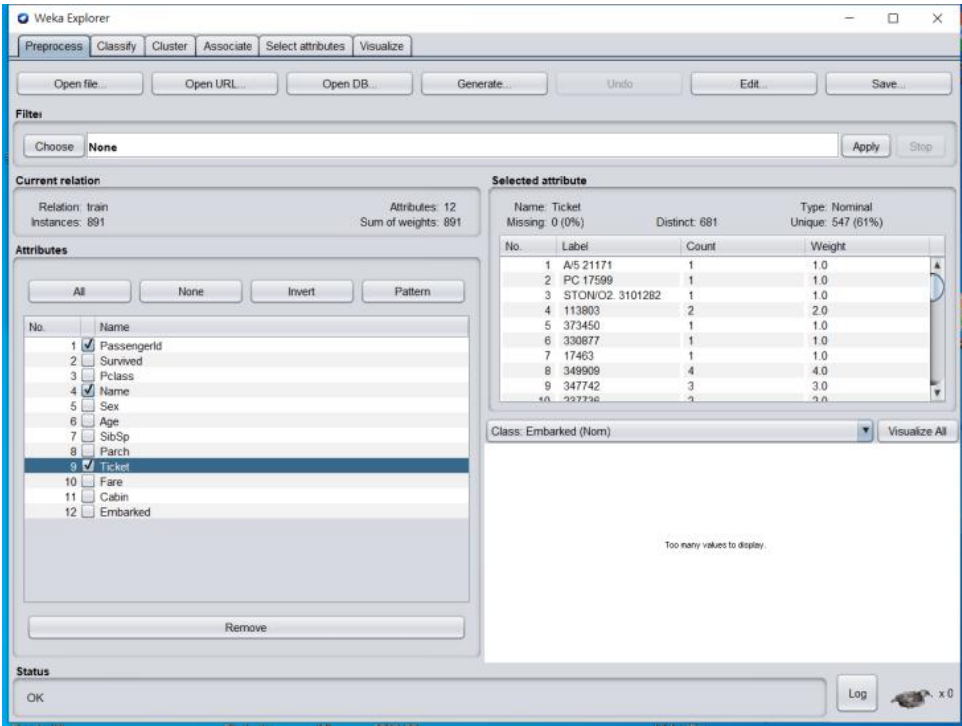 Weka Explorer
Preprocess Classify Cluster Associate Select attributes Visualize
Open file... Open URL... Open DB... Generate... Undo Edit... Save...
Filter
Choose None Apply Stop
Current relation
Relation: train Attributes: 12
Instances: 891 Sum of weights: 891
Attributes
All None Invert Pattern
No. Name
1 PassengerId
2 Survived
3 Pclass
4 Name
5 Sex
6 Age
7 SibSp
8 Parch
9 Ticket
10 Fare
11 Cabin
12 Embarked
Remove
Selected attribute
Name: Ticket Type: Nominal
Missing: 0 (0%) Distinct: 681 Unique: 547 (61%)
No. Label Count Weight
1 A/5 21171 1 1.0
2 PC 17599 1 1.0
3 STON/O2. 3101282 1 1.0
4 113803 2 2.0
5 373450 1 1.0
6 330877 1 1.0
7 17463 1 1.0
8 349909 4 4.0
9 347742 3 3.0
10 237736
Class: Embarked (Nom) Visualize All
Too many values to display.
Status
OK Log x 0